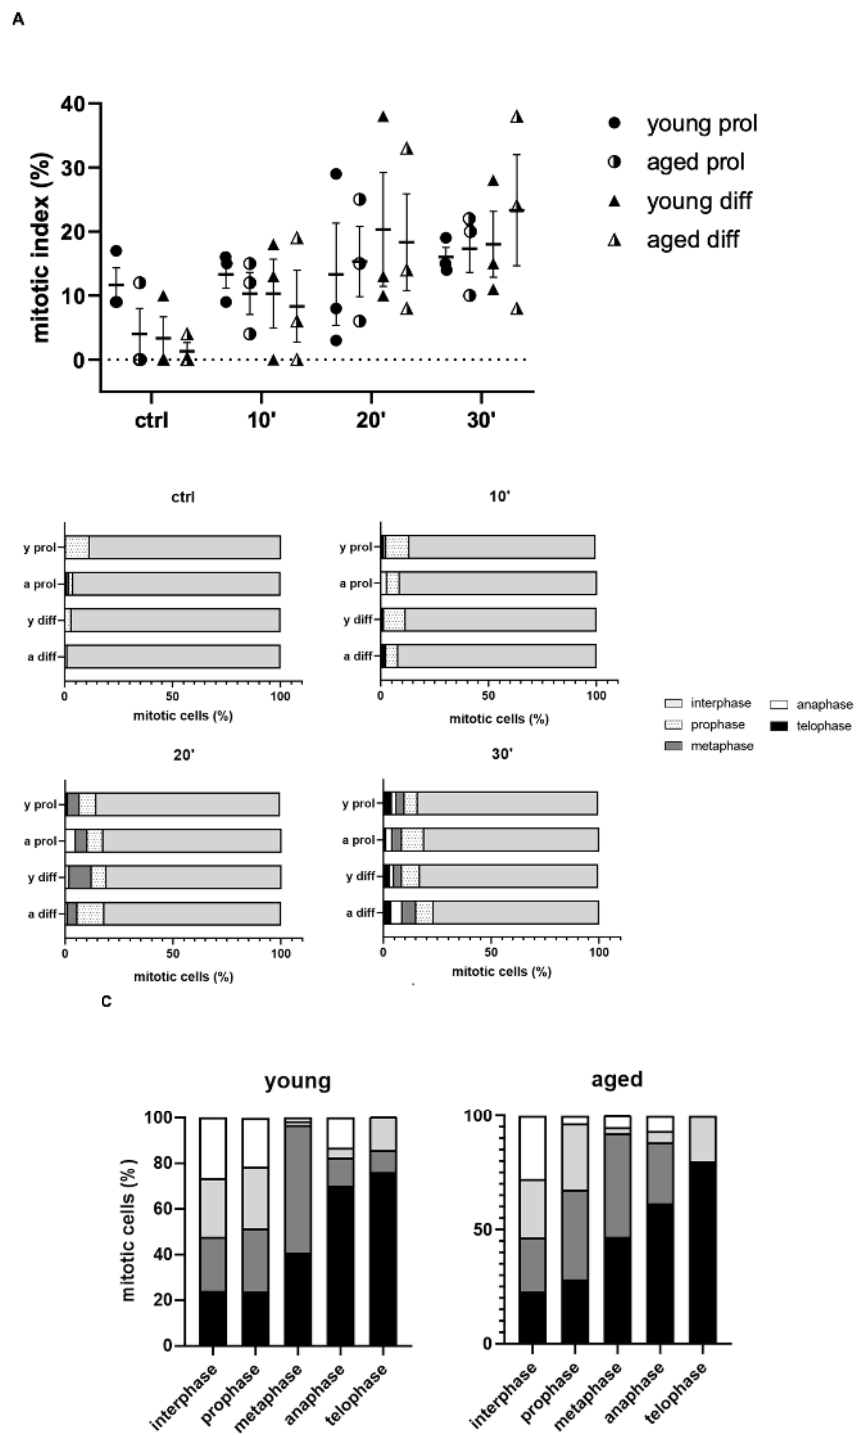 A
40
30
20
10
0
mitotic index (%)
ctrl
10'
20'
30'
young prol
aged prol
young diff
aged diff
ctrl
y prol
a prol
y diff
a diff
0
50
100
mitotic cells (%)
10'
y prol
a prol
y diff
a diff
0
50
100
mitotic cells (%)
interphase
prophase
metaphase
anaphase
telophase
20'
y prol
a prol
y diff
a diff
0
50
100
mitotic cells (%)
30'
y prol
a prol
y diff
a diff
0
50
100
mitotic cells (%)
C
young
100
80
60
40
20
0
mitotic cells (%)
interphase
prophase
metaphase
anaphase
telophase
aged
100
50
0
interphase
prophase
metaphase
anaphase
telophase